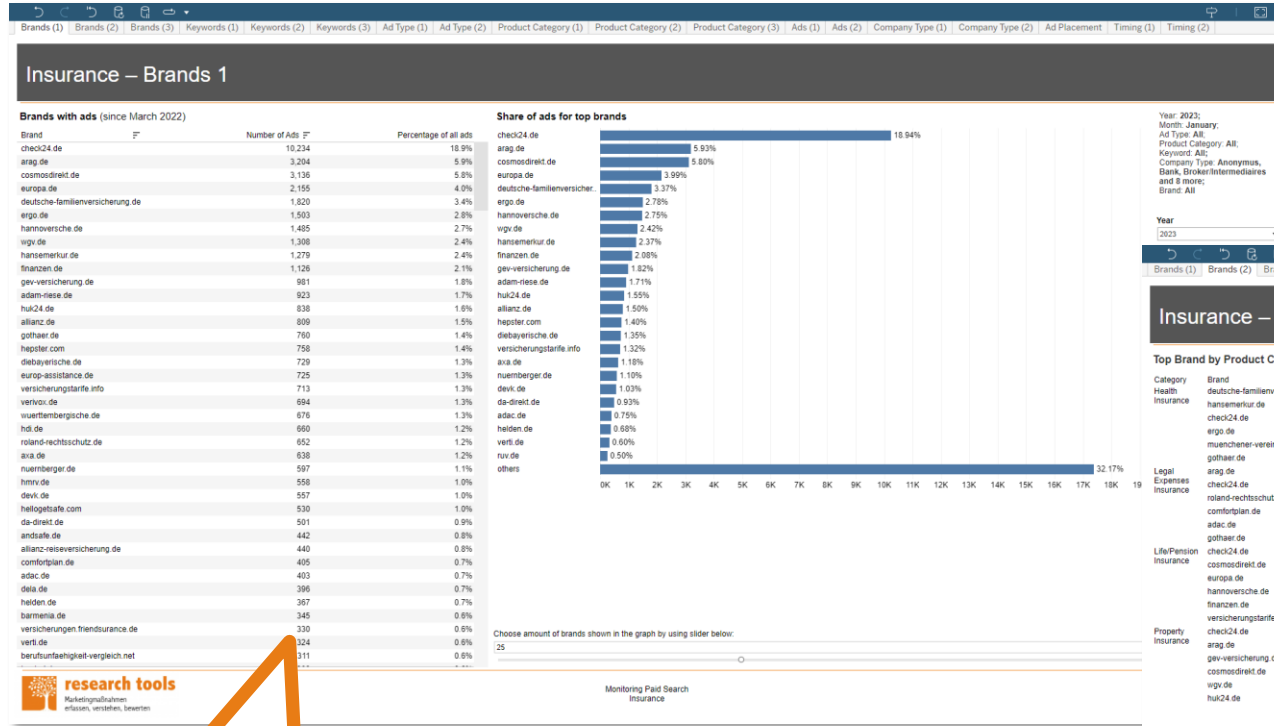 Brands (1) Brands (2) Brands (3) Keywords (1) Keywords (2) Keywords (3) Ad Type (1) Ad Type (2) Product Category (1) Product Category (2) Product Category (3) Ads (1) Ads (2) Company Type (1) Company Type (2) Ad Placement Timing (1) Timing (2)
Insurance – Brands 1
Brands with ads (since March 2022)
Brand Number of Ads Percentage of all ads
check24.de 10,234 18.9%
arag.de 3,204 5.9%
cosmosdirekt.de 3,136 5.8%
europa.de 2,155 4.0%
deutsche-familienversicherung.de 1,820 3.4%
ergo.de 1,503 2.8%
hannoversche.de 1,485 2.7%
wgv.de 1,308 2.4%
hansemerkur.de 1,279 2.4%
finanzen.de 1,126 2.1%
gev-versicherung.de 981 1.8%
adam-riese.de 923 1.7%
huk24.de 838 1.6%
allianz.de 809 1.5%
gothaer.de 760 1.4%
hepster.com 758 1.4%
diebayerische.de 729 1.3%
europ-assistance.de 725 1.3%
versicherungstarife.info 713 1.3%
verivox.de 694 1.3%
wuerttembergische.de 676 1.3%
hdi.de 660 1.2%
roland-rechtsschutz.de 652 1.2%
axa.de 638 1.2%
nuernberger.de 597 1.1%
hmrv.de 558 1.0%
devk.de 557 1.0%
hellogetsafe.com 530 1.0%
da-direkt.de 501 0.9%
andsafe.de 442 0.8%
allianz-reiseversicherung.de 440 0.8%
comfortplan.de 405 0.7%
adac.de 403 0.7%
dela.de 396 0.7%
helden.de 367 0.7%
barmenia.de 345 0.6%
versicherungen.friendsurance.de 330 0.6%
verti.de 324 0.6%
berufsunfaehigkeit-vergleich.net 311 0.6%
Share of ads for top brands
check24.de 18.94%
arag.de 5.93%
cosmosdirekt.de 5.80%
europa.de 3.99%
deutsche-familienversicher.. 3.37%
ergo.de 2.78%
hannoversche.de 2.75%
wgv.de 2.42%
hansemerkur.de 2.37%
finanzen.de 2.08%
gev-versicherung.de 1.82%
adam-riese.de 1.71%
huk24.de 1.55%
allianz.de 1.50%
hepster.com 1.40%
diebayerische.de 1.35%
versicherungstarife.info 1.32%
axa.de 1.18%
nuernberger.de 1.10%
devk.de 1.03%
da-direkt.de 0.93%
adac.de 0.75%
helden.de 0.68%
verti.de 0.60%
ruv.de 0.50%
others 32.17%
0K 1K 2K 3K 4K 5K 6K 7K 8K 9K 10K 11K 12K 13K 14K 15K 16K 17K 18K 19
Choose amount of brands shown in the graph by using slider below:
25
Year: 2023;
Month: January;
Ad Type: All;
Product Category: All;
Keyword: All;
Company Type: Anonymus,
Bank, Broker/Intermediaires
and 8 more;
Brand: All
Year
2023
Brands (1) Brands (2) Br
Insurance –
Top Brand by Product C
Category Brand
Health Insurance deutsche-familienv
hansemerkur.de
check24.de
ergo.de
muenchener-verein
gothaer.de
Legal Expenses Insurance arag.de
check24.de
roland-rechtsschut
comfortplan.de
adac.de
gothaer.de
Life/Pension Insurance check24.de
cosmosdirekt.de
europa.de
hannoversche.de
finanzen.de
versicherungstarife
Property Insurance check24.de
arag.de
gev-versicherung.d
cosmosdirekt.de
wgv.de
huk24.de
research tools
Marketingmaßnahmen
erfassen, verstehen, bewerten
Monitoring Paid Search
Insurance